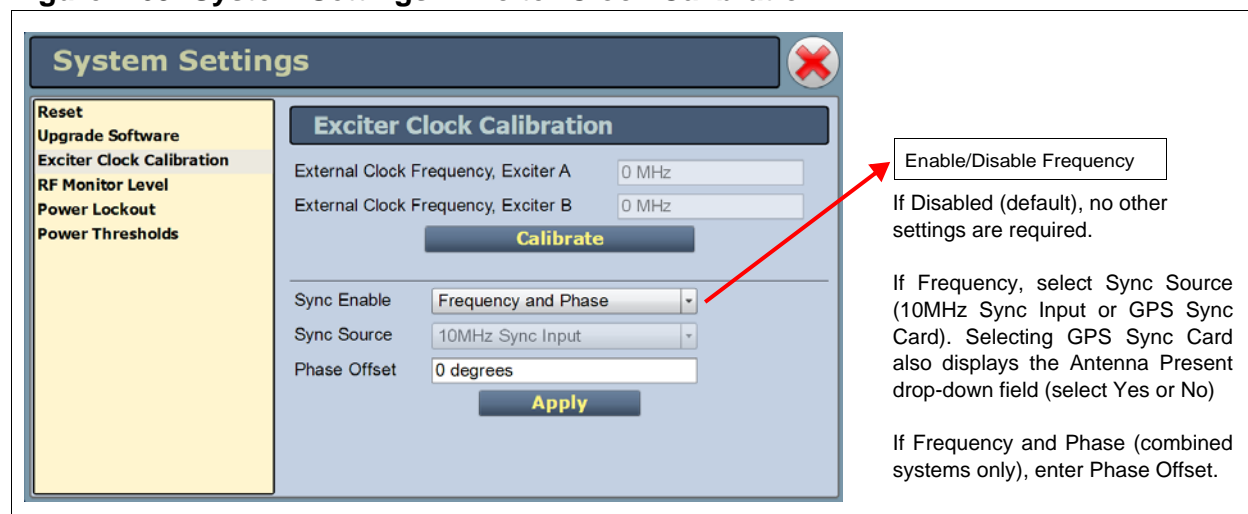 System Settings
Reset
Upgrade Software
Exciter Clock Calibration
RF Monitor Level
Power Lockout
Power Thresholds
Exciter Clock Calibration
External Clock Frequency, Exciter A 0 MHz
External Clock Frequency, Exciter B 0 MHz
Calibrate
Sync Enable Frequency and Phase
Sync Source 10MHz Sync Input
Phase Offset 0 degrees
Apply
Enable/Disable Frequency
If Disabled (default), no other
settings are required.
If Frequency, select Sync Source
(10MHz Sync Input or GPS Sync
Card). Selecting GPS Sync Card
also displays the Antenna Present
drop-down field (select Yes or No)
If Frequency and Phase (combined
systems only), enter Phase Offset.